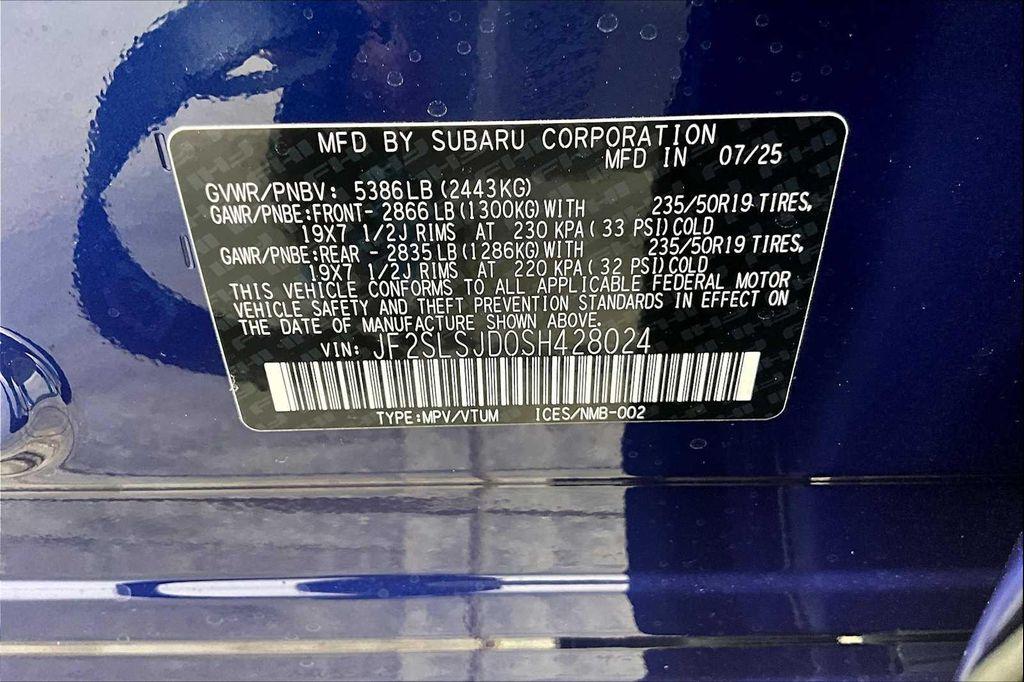 MFD BY SUBARU CORPORATION
MFD IN 07/25
GVWR/PNBV: 5386LB (2443KG)
GAWR/PNBE:FRONT- 2866 LB (1300KG) WITH 235/50R19 TIRES,
19X7 1/2J RIMS AT 230 KPA ( 33 PSI) COLD
GAWR/PNBE:REAR - 2835 LB (1286KG) WITH 235/50R19 TIRES,
19X7 1/2J RIMS AT 220 KPA ( 32 PSI) COLD
THIS VEHICLE CONFORMS TO ALL APPLICABLE FEDERAL MOTOR
VEHICLE SAFETY AND THEFT PREVENTION STANDARDS IN EFFECT ON
THE DATE OF MANUFACTURE SHOWN ABOVE.
VIN: JF2SLSJD0SH428024
TYPE:MPV/VTUM ICES/NMB-002